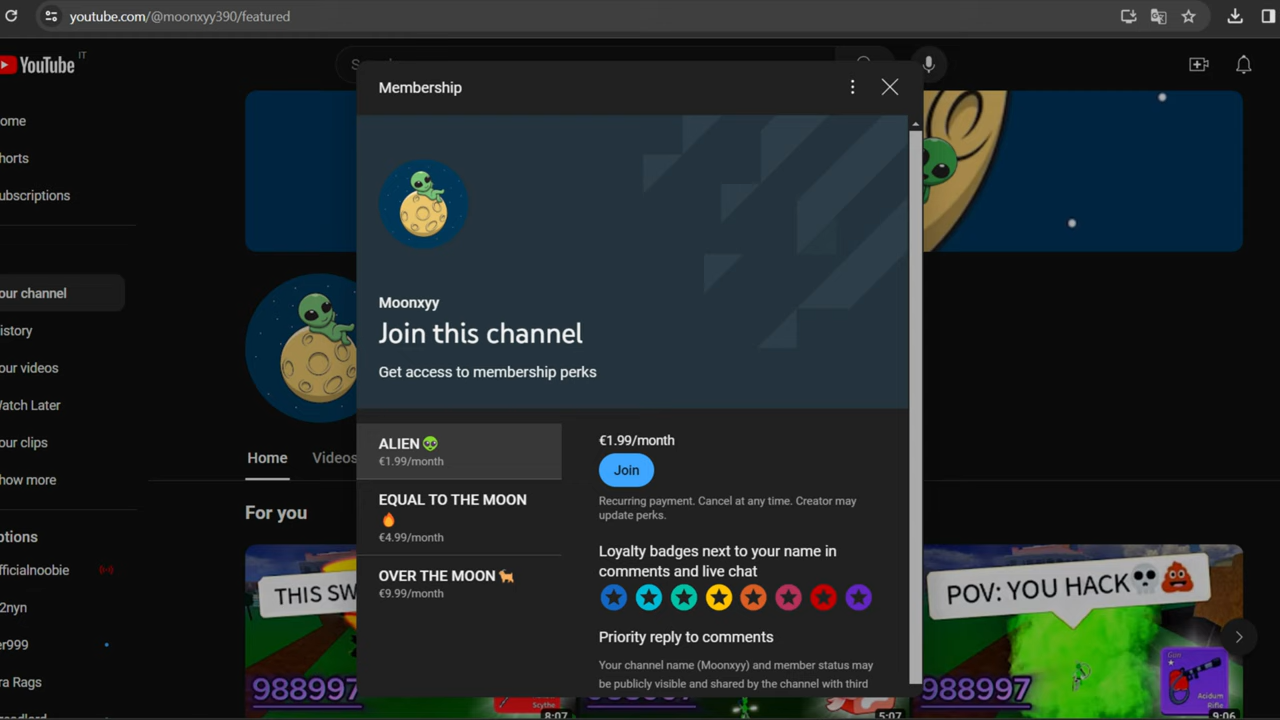 youtube.com/@moonxyy390/featured
YouTube IT
Membership
ome
horts
ubscriptions
Moonxyy
Join this channel
our channel
istory
Get access to membership perks
our videos
atch Later
our clips
ALIEN 👽
€1.99/month
€1.99/month
Join
Home
Videos
how more
EQUAL TO THE MOON
🔥
€4.99/month
Recurring payment. Cancel at any time. Creator may
update perks.
For you
ptions
Loyalty badges next to your name in
comments and live chat
fficialnoobie
OVER THE MOON 🐕
€9.99/month
THIS SW
POV: YOU HACK💀💩
2nyn
er999
Priority reply to comments
ra Rags
Your channel name (Moonxyy) and member status may
be publicly visible and shared by the channel with third
988997
988997
Gun
Acidum
Rifle
Scythe
8:07
5:07
9:06